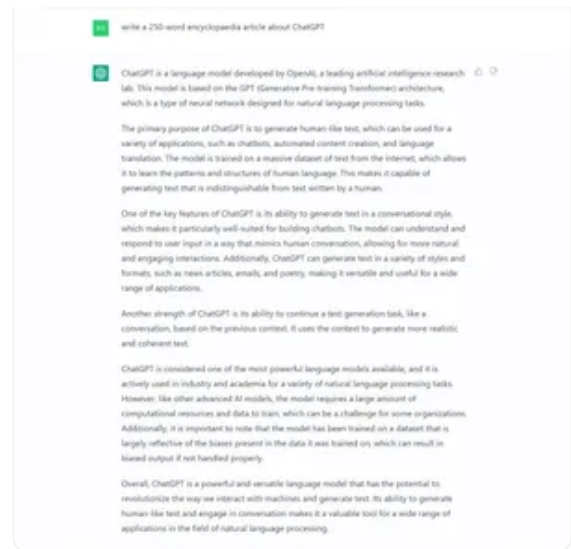 write a 250-word encyclopaedia article about ChatGPT
ChatGPT is a language model developed by OpenAI, a leading artificial intelligence research
lab. This model is based on the GPT (Generative Pre-training Transformer) architecture,
which is a type of neural network designed for natural language processing tasks.
The primary purpose of ChatGPT is to generate human-like text, which can be used for a
variety of applications, such as chatbots, automated content creation, and language
translation. The model is trained on a massive dataset of text from the internet, which allows
it to learn the patterns and structures of human language. This makes it capable of
generating text that is indistinguishable from text written by a human.
One of the key features of ChatGPT is its ability to generate text in a conversational style,
which makes it particularly well-suited for building chatbots. The model can understand and
respond to user input in a way that mimics human conversation, allowing for more natural
and engaging interactions. Additionally, ChatGPT can generate text in a variety of styles and
formats, such as news articles, emails, and poetry, making it versatile and useful for a wide
range of applications.
Another strength of ChatGPT is its ability to continue a text generation task, like a
conversation, based on the previous context. It uses the context to generate more realistic
and coherent text.
ChatGPT is considered one of the most powerful language models available, and it is
actively used in industry and academia for a variety of natural language processing tasks.
However, like other advanced AI models, the model requires a large amount of
computational resources and data to train, which can be a challenge for some organizations.
Additionally, it is important to note that the model has been trained on a dataset that is
largely reflective of the biases present in the data it was trained on, which can result in
biased output if not handled properly.
Overall, ChatGPT is a powerful and versatile language model that has the potential to
revolutionize the way we interact with machines and generate text. Its ability to generate
human-like text and engage in conversation makes it a valuable tool for a wide range of
applications in the field of natural language processing.